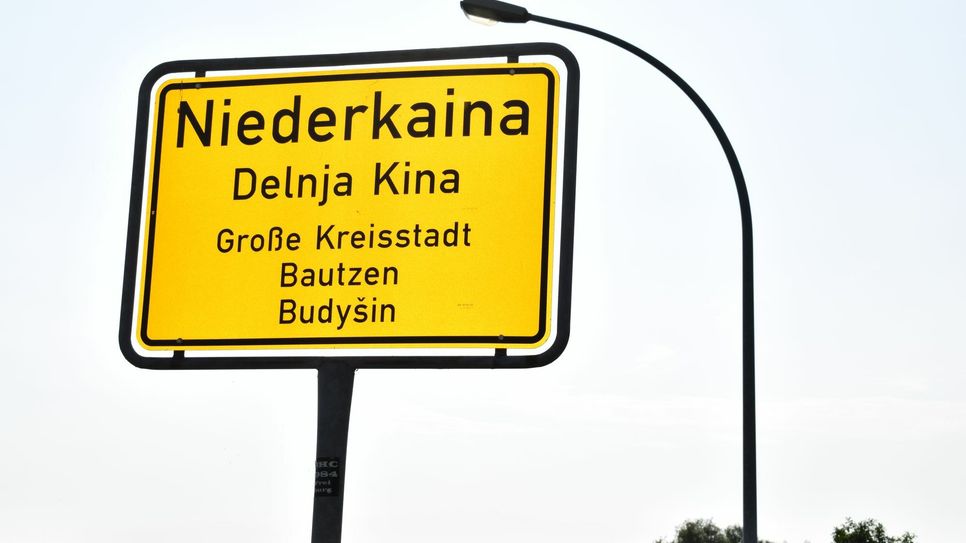 Niederkaina
Delnja Kina
Große Kreisstadt
Bautzen
Budyšin